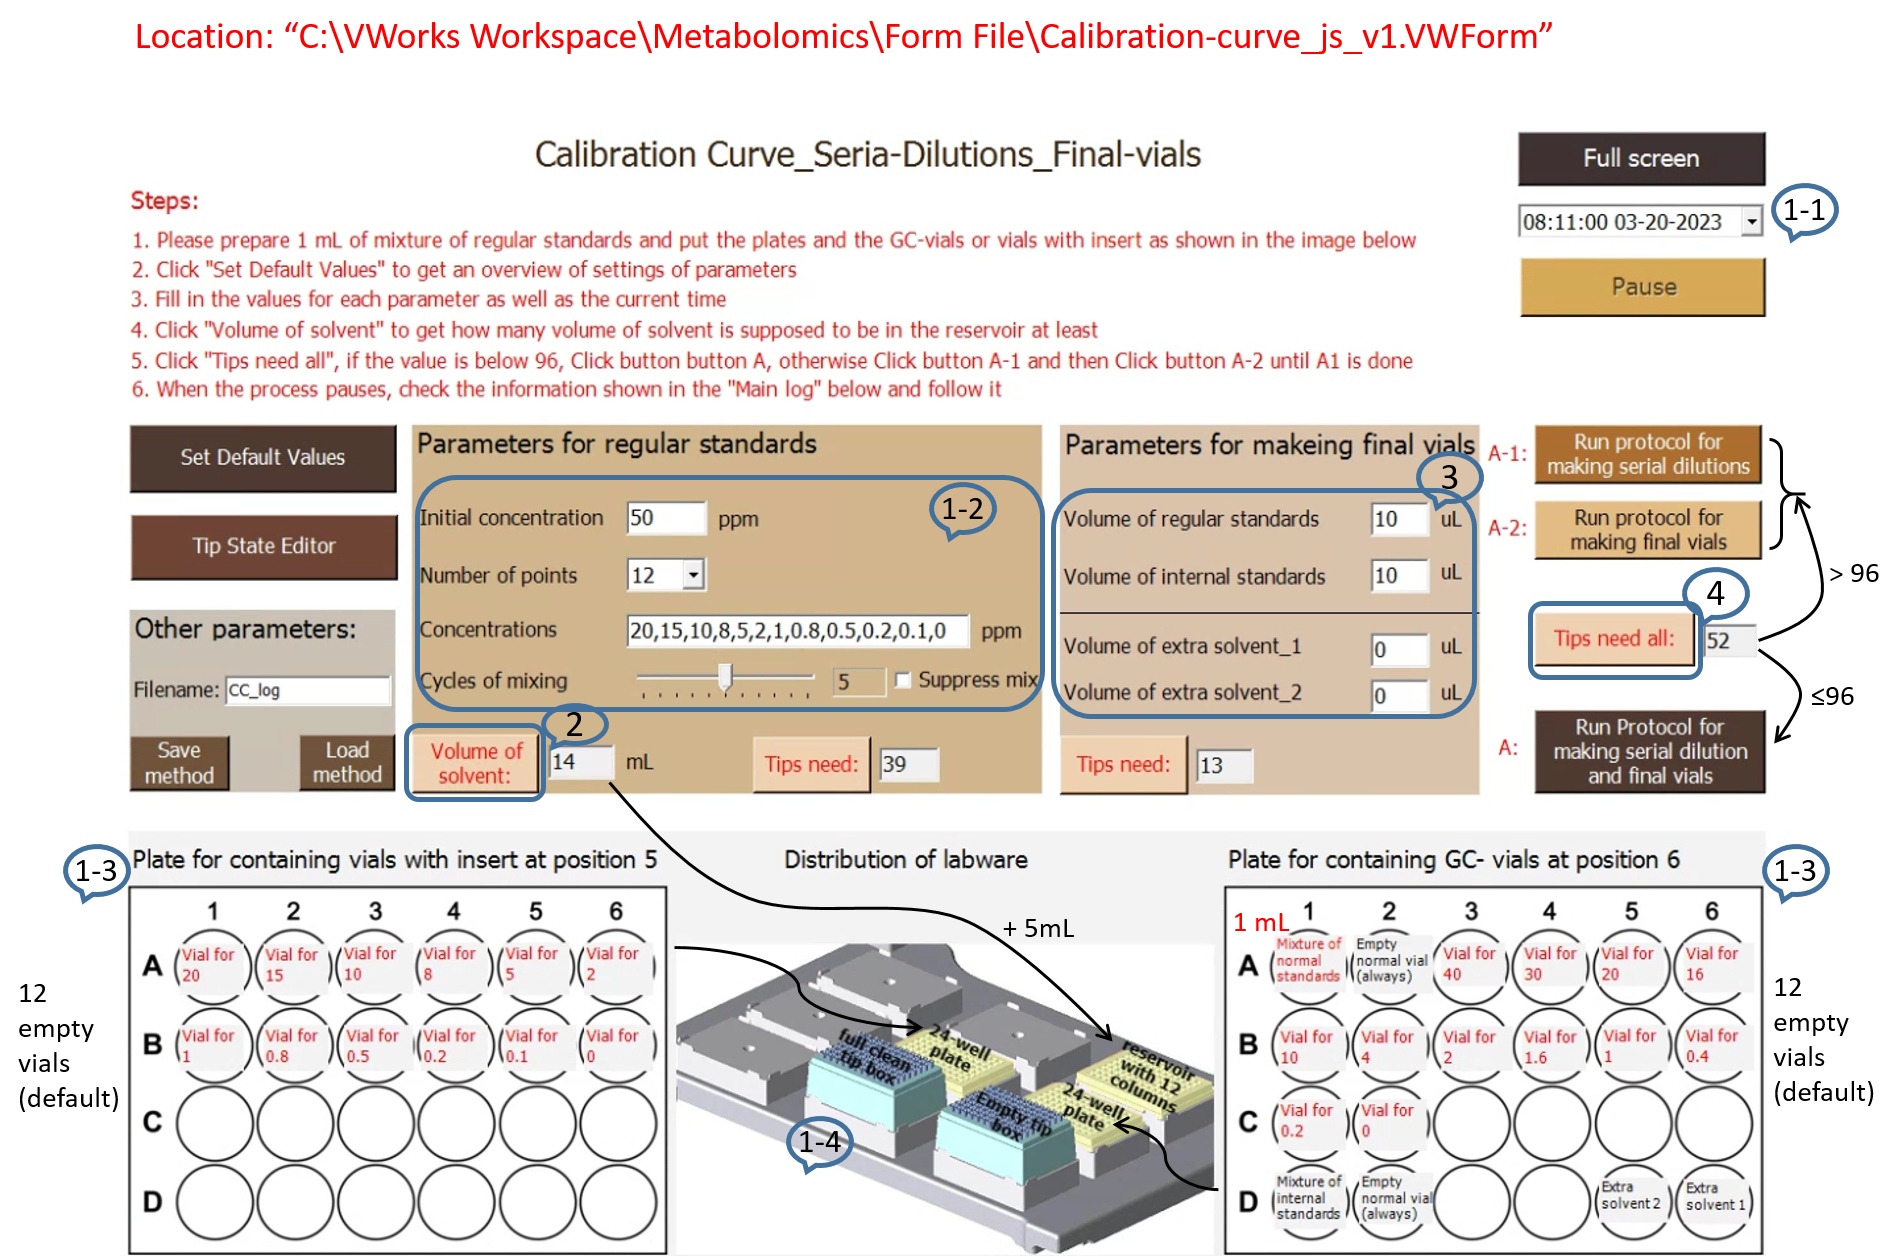 Location: “C:\VWorks Workspace\Metabolomics\Form File\Calibration-curve_js_v1.VWForm”
Calibration Curve_Seria-Dilutions_Final-vials
Full screen
08:11:00 03-20-2023
1-1
Pause
Steps:
1. Please prepare 1 mL of mixture of regular standards and put the plates and the GC-vials or vials with insert as shown in the image below
2. Click "Set Default Values" to get an overview of settings of parameters
3. Fill in the values for each parameter as well as the current time
4. Click "Volume of solvent" to get how many volume of solvent is supposed to be in the reservoir at least
5. Click "Tips need all", if the value is below 96, Click button button A, otherwise Click button A-1 and then Click button A-2 until A1 is done
6. When the process pauses, check the information shown in the "Main log" below and follow it
Set Default Values
Tip State Editor
Other parameters:
Filename: CC_log
Save
method
Load
method
Parameters for regular standards
1-2
Initial concentration 50 ppm
Number of points 12
Concentrations 20,15,10,8,5,2,1,0.8,0.5,0.2,0.1,0 ppm
Cycles of mixing 5 Suppress mix
Volume of
solvent:
2
14 mL
Tips need: 39
Parameters for makeing final vials
3
Volume of regular standards 10 uL
Volume of internal standards 10 uL
Volume of extra solvent_1 0 uL
Volume of extra solvent_2 0 uL
Tips need: 13
A-1:
Run protocol for
making serial dilutions
A-2:
Run protocol for
making final vials
> 96
4
Tips need all: 52
≤96
A:
Run Protocol for
making serial dilution
and final vials
1-3
Plate for containing vials with insert at position 5
1 2 3 4 5 6
A
Vial for
20
Vial for
15
Vial for
10
Vial for
8
Vial for
5
Vial for
2
B
Vial for
1
Vial for
0.8
Vial for
0.5
Vial for
0.2
Vial for
0.1
Vial for
0
C
D
12
empty
vials
(default)
Distribution of labware
+ 5mL
full clean
tip box
24-well
plate
reservoir
with 12
columns
Empty tip
box
24-well
plate
1-4
Plate for containing GC- vials at position 6
1-3
1 mL
1 2 3 4 5 6
A
Mixture of
normal
standards
Empty
normal vial
(always)
Vial for
40
Vial for
30
Vial for
20
Vial for
16
B
Vial for
10
Vial for
4
Vial for
2
Vial for
1.6
Vial for
1
Vial for
0.4
C
Vial for
0.2
Vial for
0
D
Mixture of
internal
standards
Empty
normal vial
(always)
Extra
solvent 2
Extra
solvent 1
12
empty
vials
(default)